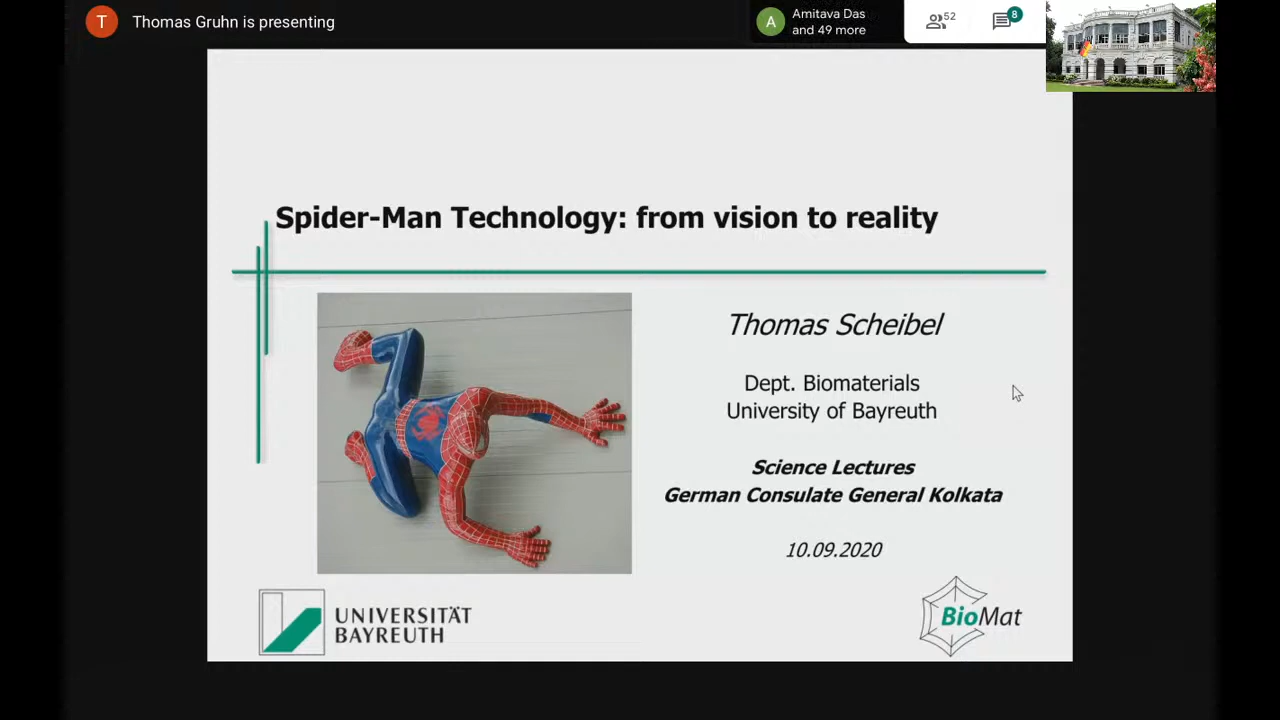 T Thomas Gruhn is presenting
A Amitava Das
and 49 more
52
8
Spider-Man Technology: from vision to reality
Thomas Scheibel
Dept. Biomaterials
University of Bayreuth
Science Lectures
German Consulate General Kolkata
10.09.2020
UNIVERSITÄT
BAYREUTH
BioMat